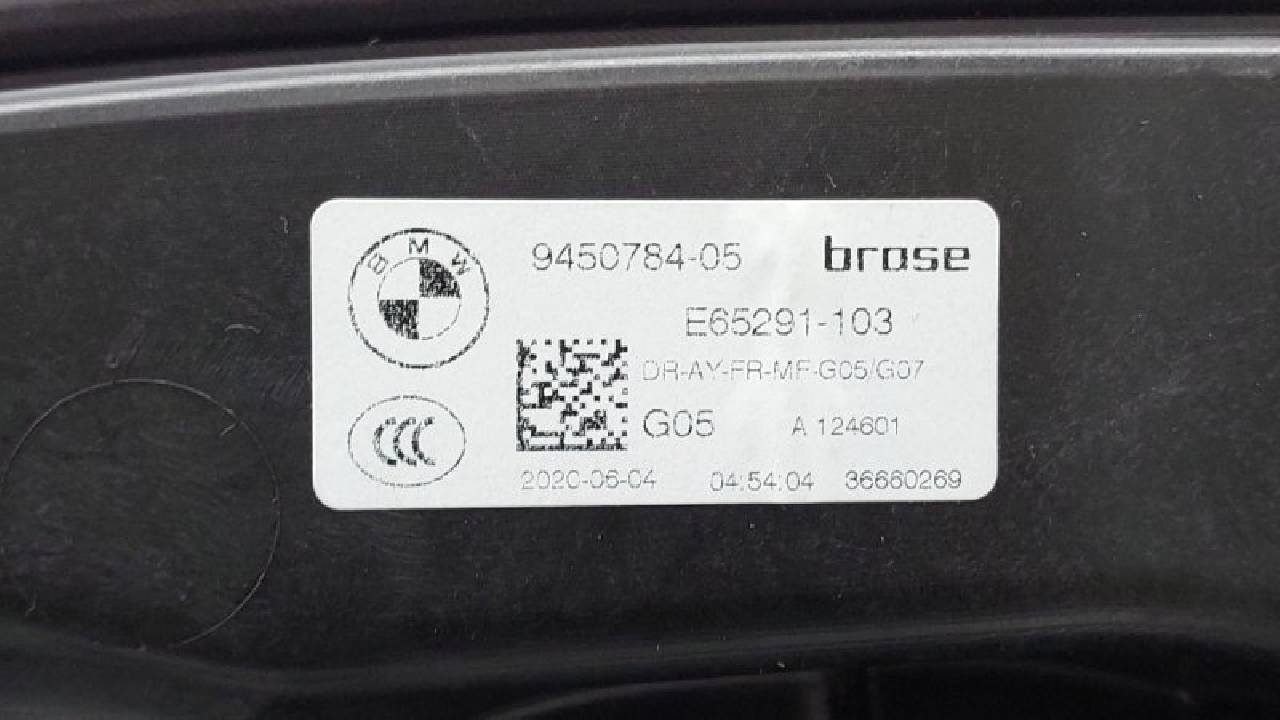 BMW
9450784-05 brose
E65291-103
DR-AY-FR-MF-G05/G07
G05 A 124601
CCC
2020-06-04 04:54:04 36660269